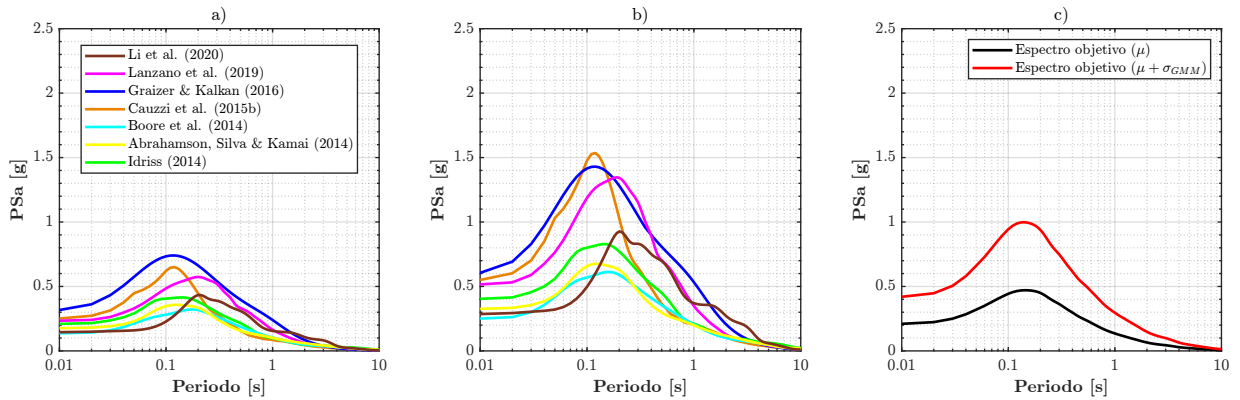 a)
2.5
2
1.5
1
0.5
0
PSa [g]
Li et al. (2020)
Lanzano et al. (2019)
Graizer & Kalkan (2016)
Cauzzi et al. (2015b)
Boore et al. (2014)
Abrahamson, Silva & Kamai (2014)
Idriss (2014)
0.01 0.1 1 10
Periodo [s]
b)
2.5
2
1.5
1
0.5
0
PSa [g]
0.01 0.1 1 10
Periodo [s]
c)
2.5
2
1.5
1
0.5
0
PSa [g]
Espectro objetivo (μ)
Espectro objetivo (μ + σGMM)
0.01 0.1 1 10
Periodo [s]